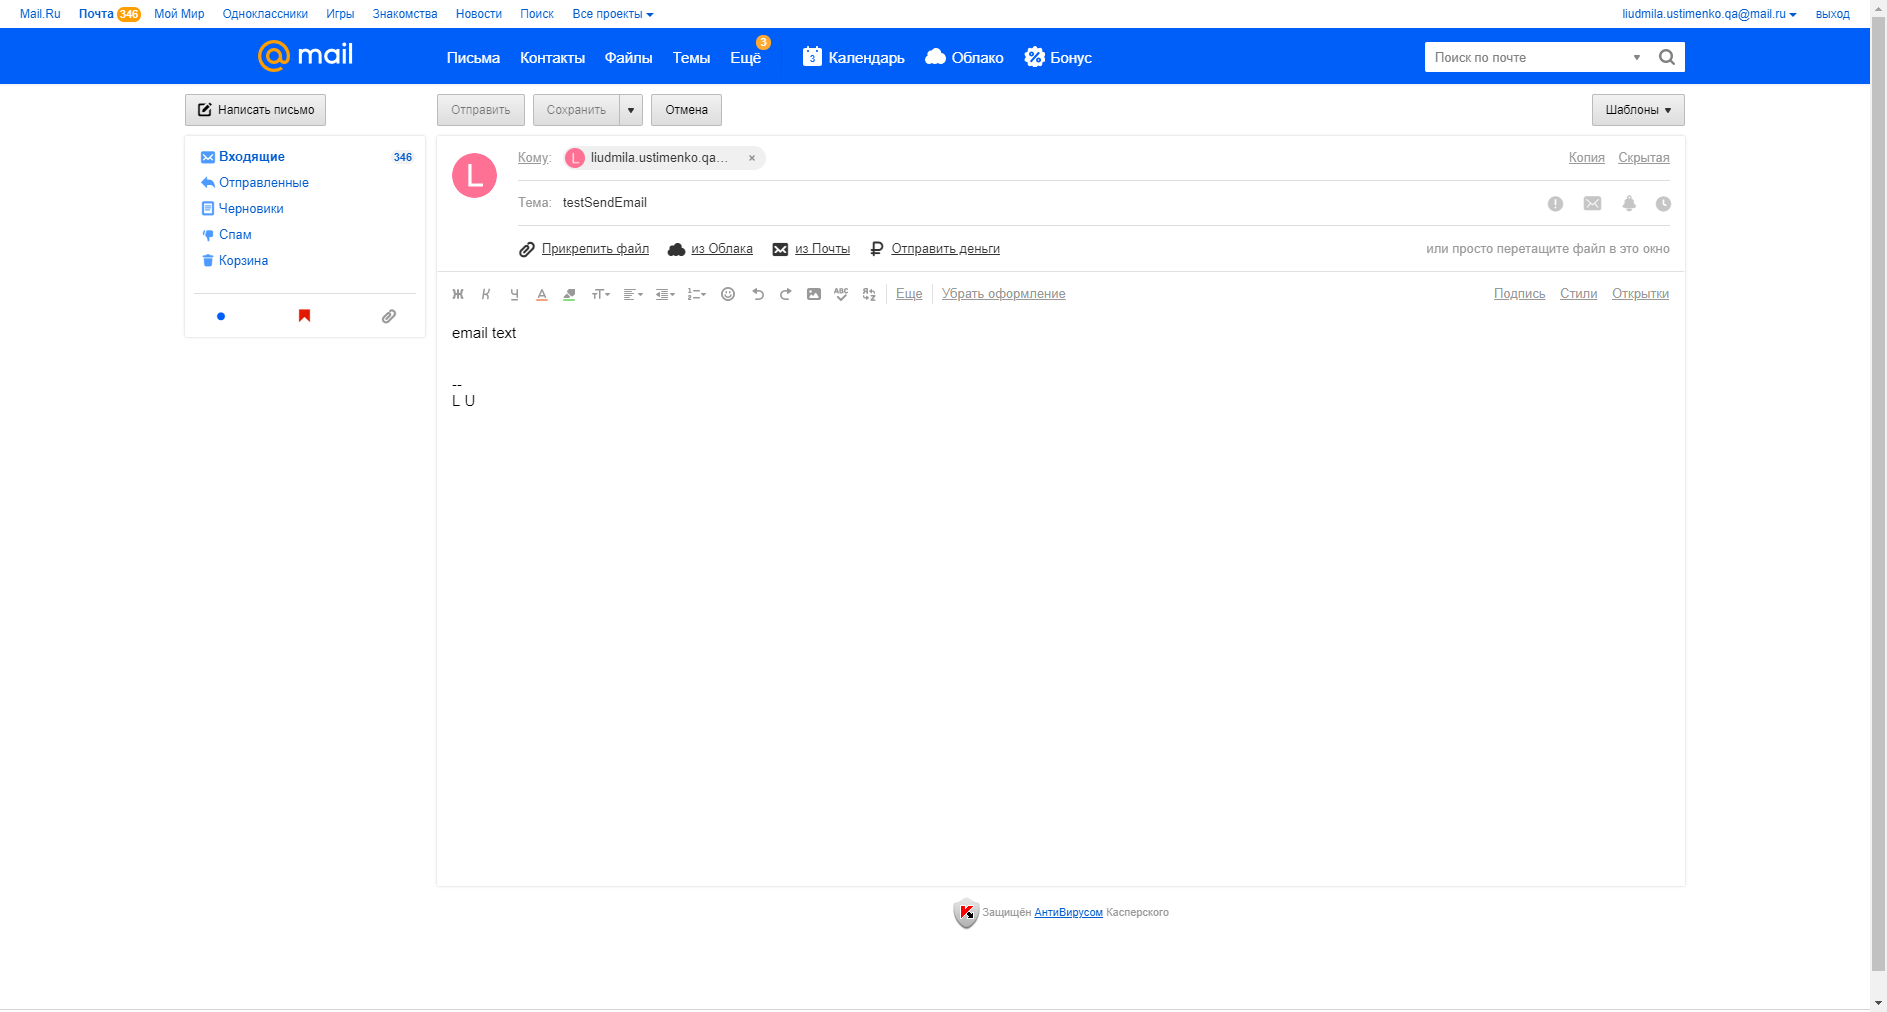 Mail.Ru Почта 346 Мой Мир Одноклассники Игры Знакомства Новости Поиск Все проекты liudmila.ustimenko.qa@mail.ru выход
@mail Письма Контакты Файлы Темы Ещё 3 3 Календарь Облако Бонус Поиск по почте
Написать письмо Отправить Сохранить Отмена Шаблоны
Входящие 346
Отправленные
Черновики
Спам
Корзина
L Кому: L liudmila.ustimenko.qa... × Копия Скрытая
Тема: testSendEmail
Прикрепить файл из Облака из Почты ₽ Отправить деньги или просто перетащите файл в это окно
Ж К Ч А тТ ABC Еще Убрать оформление Подпись Стили Открытки
email text
--
L U
Защищён АнтиВирусом Касперского